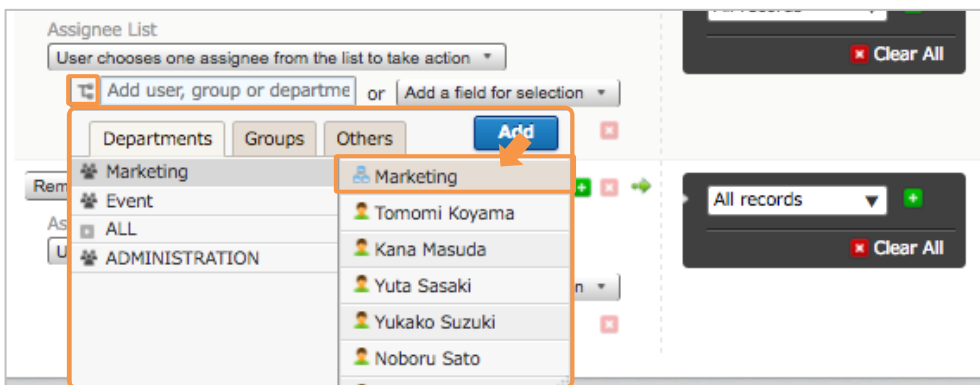 Assignee List
User chooses one assignee from the list to take action
Add user, group or departme or Add a field for selection
Departments Groups Others Add
Marketing
Event
ALL
ADMINISTRATION
Marketing
Tomomi Koyama
Kana Masuda
Yuta Sasaki
Yukako Suzuki
Noboru Sato
Rem
As
U
n
Clear All
All records
Clear All